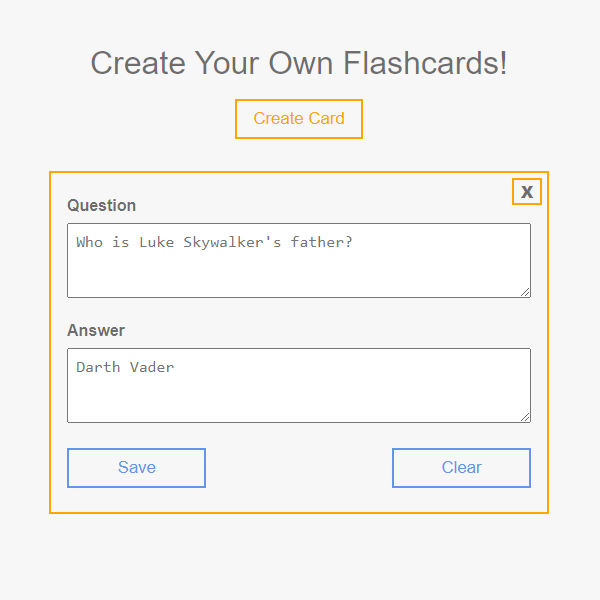 Create Your Own Flashcards!
Create Card
X
Question
Who is Luke Skywalker's father?
Answer
Darth Vader
Save
Clear